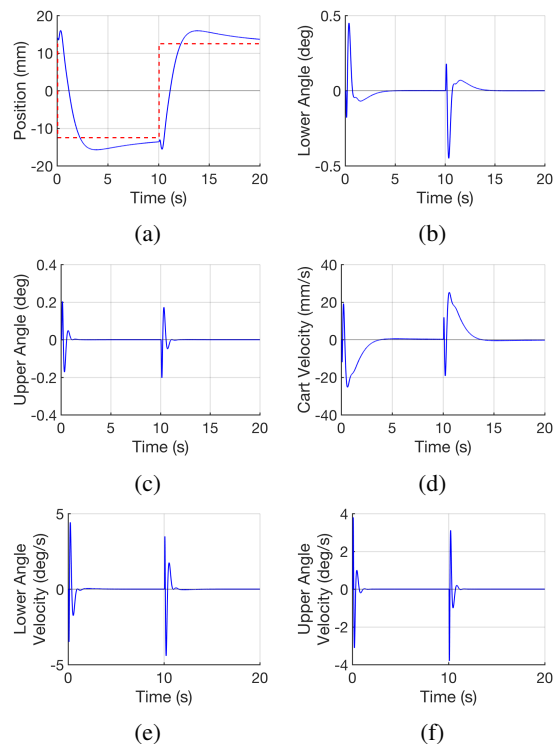 20
10
0
-10
-20
Position (mm)
0 5 10 15 20
Time (s)
(a)
0.5
0
-0.5
Lower Angle (deg)
0 5 10 15 20
Time (s)
(b)
0.4
0.2
0
-0.2
-0.4
Upper Angle (deg)
0 5 10 15 20
Time (s)
(c)
40
20
0
-20
-40
Cart Velocity (mm/s)
0 5 10 15 20
Time (s)
(d)
5
0
-5
Lower Angle
Velocity (deg/s)
0 5 10 15 20
Time (s)
(e)
4
2
0
-2
-4
Upper Angle
Velocity (deg/s)
0 5 10 15 20
Time (s)
(f)